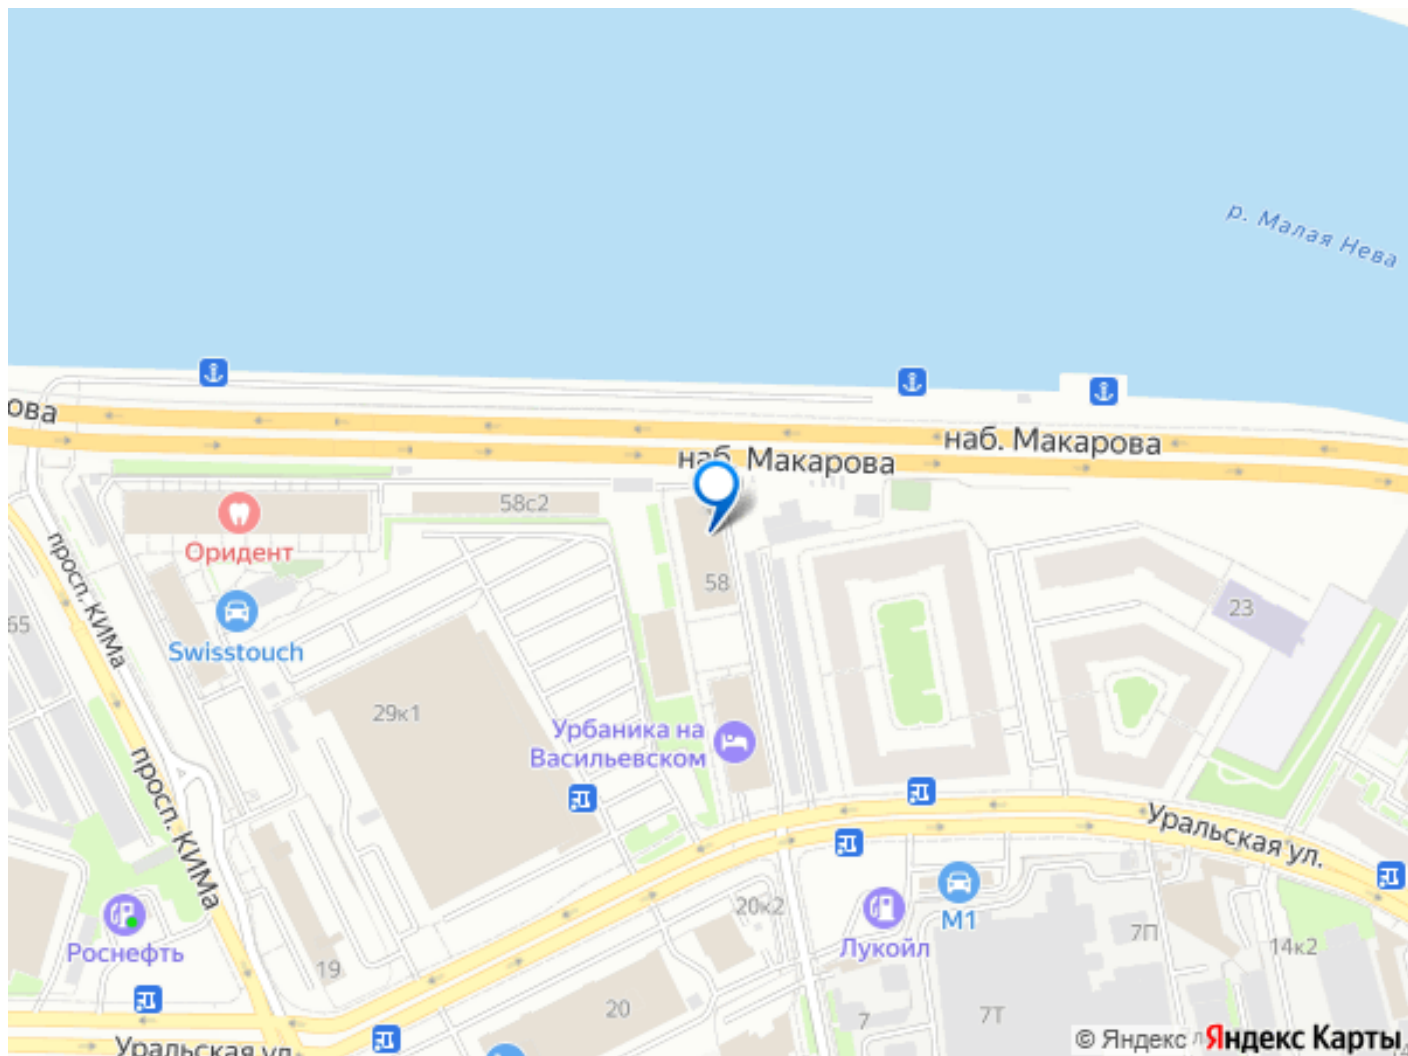 р. Малая Нева
ова
наб. Макарова
наб. Макарова
58с2
Оридент
просп. КИМа
58
65
23
Swisstouch
29к1
Урбаника на
Васильевском
просп. КИМа
Уральская ул.
20к2
М1
Лукойл
7П
14к2
Роснефть
19
20
7
7Т
Уральская ул.
© Яндекс
Яндекс Карты